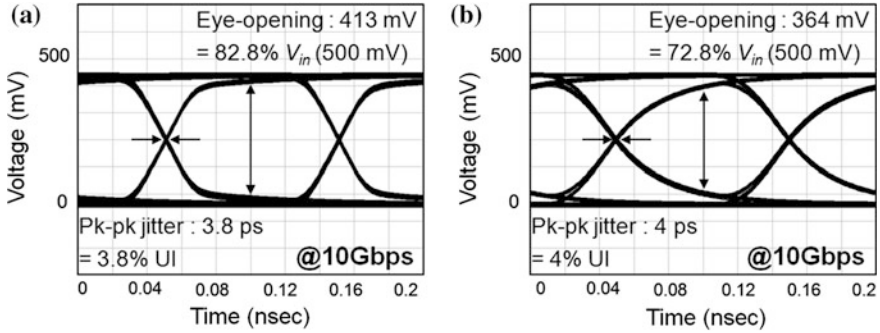 (a)
Eye-opening : 413 mV
= 82.8% Vin (500 mV)
500
0
Voltage (mV)
Pk-pk jitter : 3.8 ps
= 3.8% UI
@10Gbps
0 0.04 0.08 0.12 0.16 0.2
Time (nsec)
(b)
Eye-opening : 364 mV
= 72.8% Vin (500 mV)
500
0
Voltage (mV)
Pk-pk jitter : 4 ps
= 4% UI
@10Gbps
0 0.04 0.08 0.12 0.16 0.2
Time (nsec)